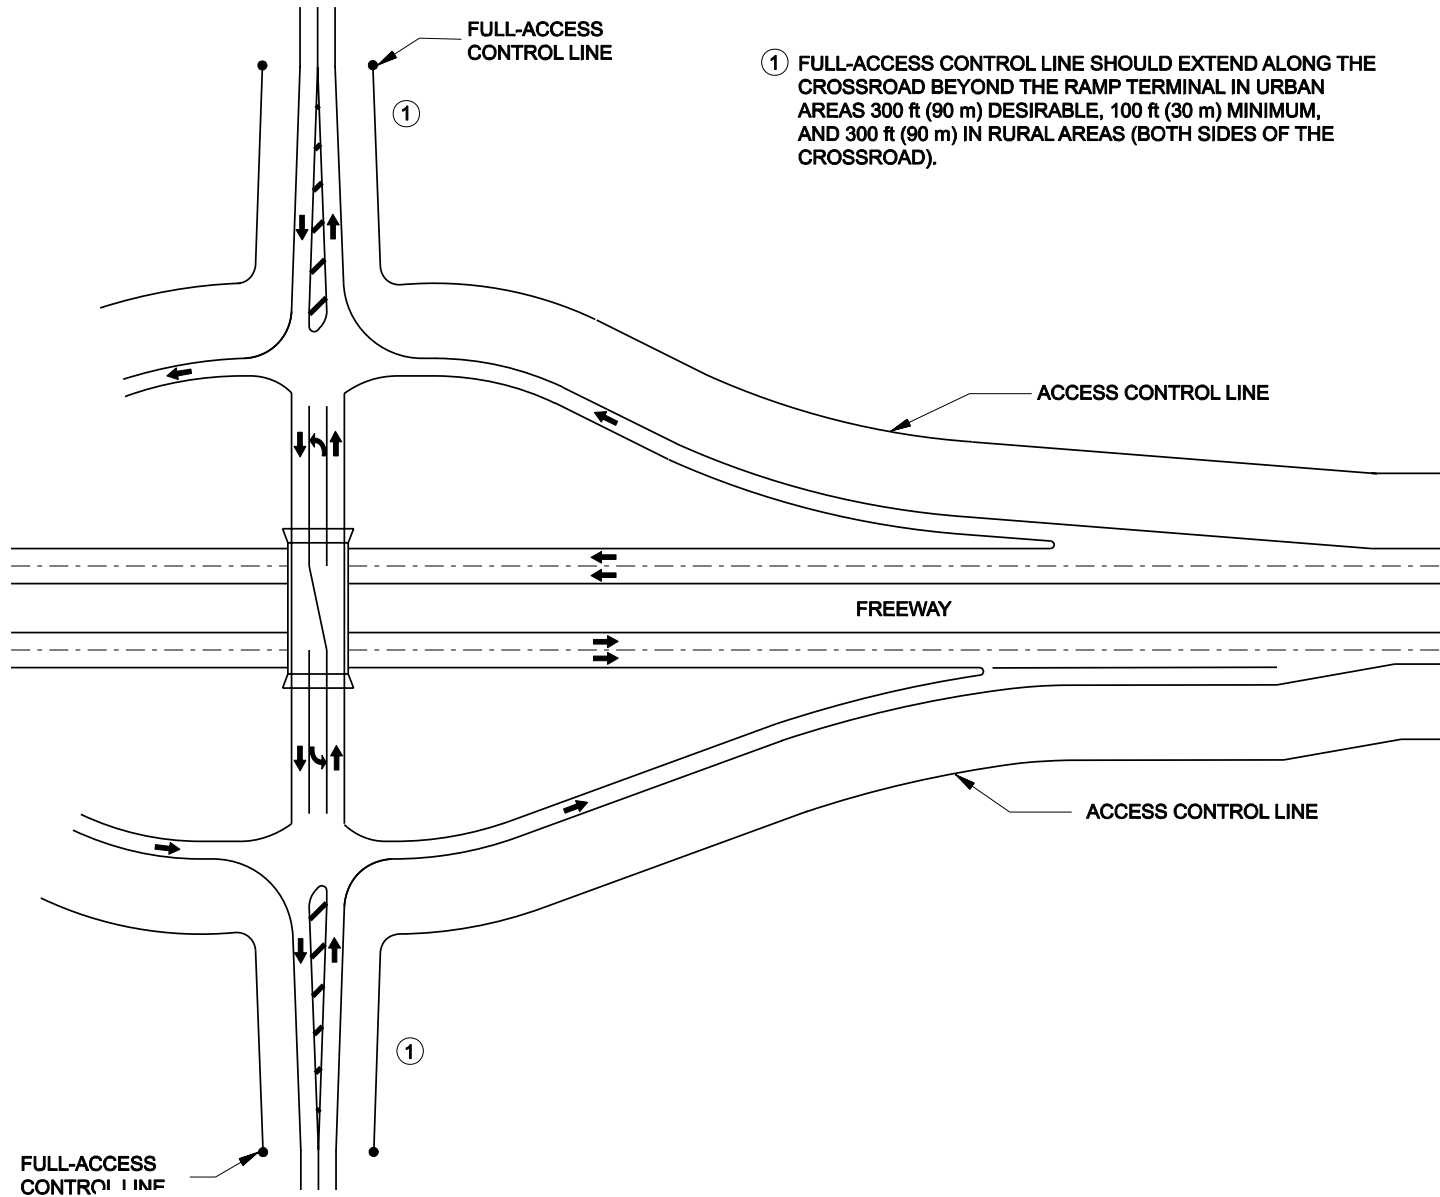 FULL-ACCESS
CONTROL LINE
1 FULL-ACCESS CONTROL LINE SHOULD EXTEND ALONG THE
CROSSROAD BEYOND THE RAMP TERMINAL IN URBAN
AREAS 300 ft (90 m) DESIRABLE, 100 ft (30 m) MINIMUM,
AND 300 ft (90 m) IN RURAL AREAS (BOTH SIDES OF THE
CROSSROAD).
1
ACCESS CONTROL LINE
FREEWAY
ACCESS CONTROL LINE
1
FULL-ACCESS
CONTROL LINE